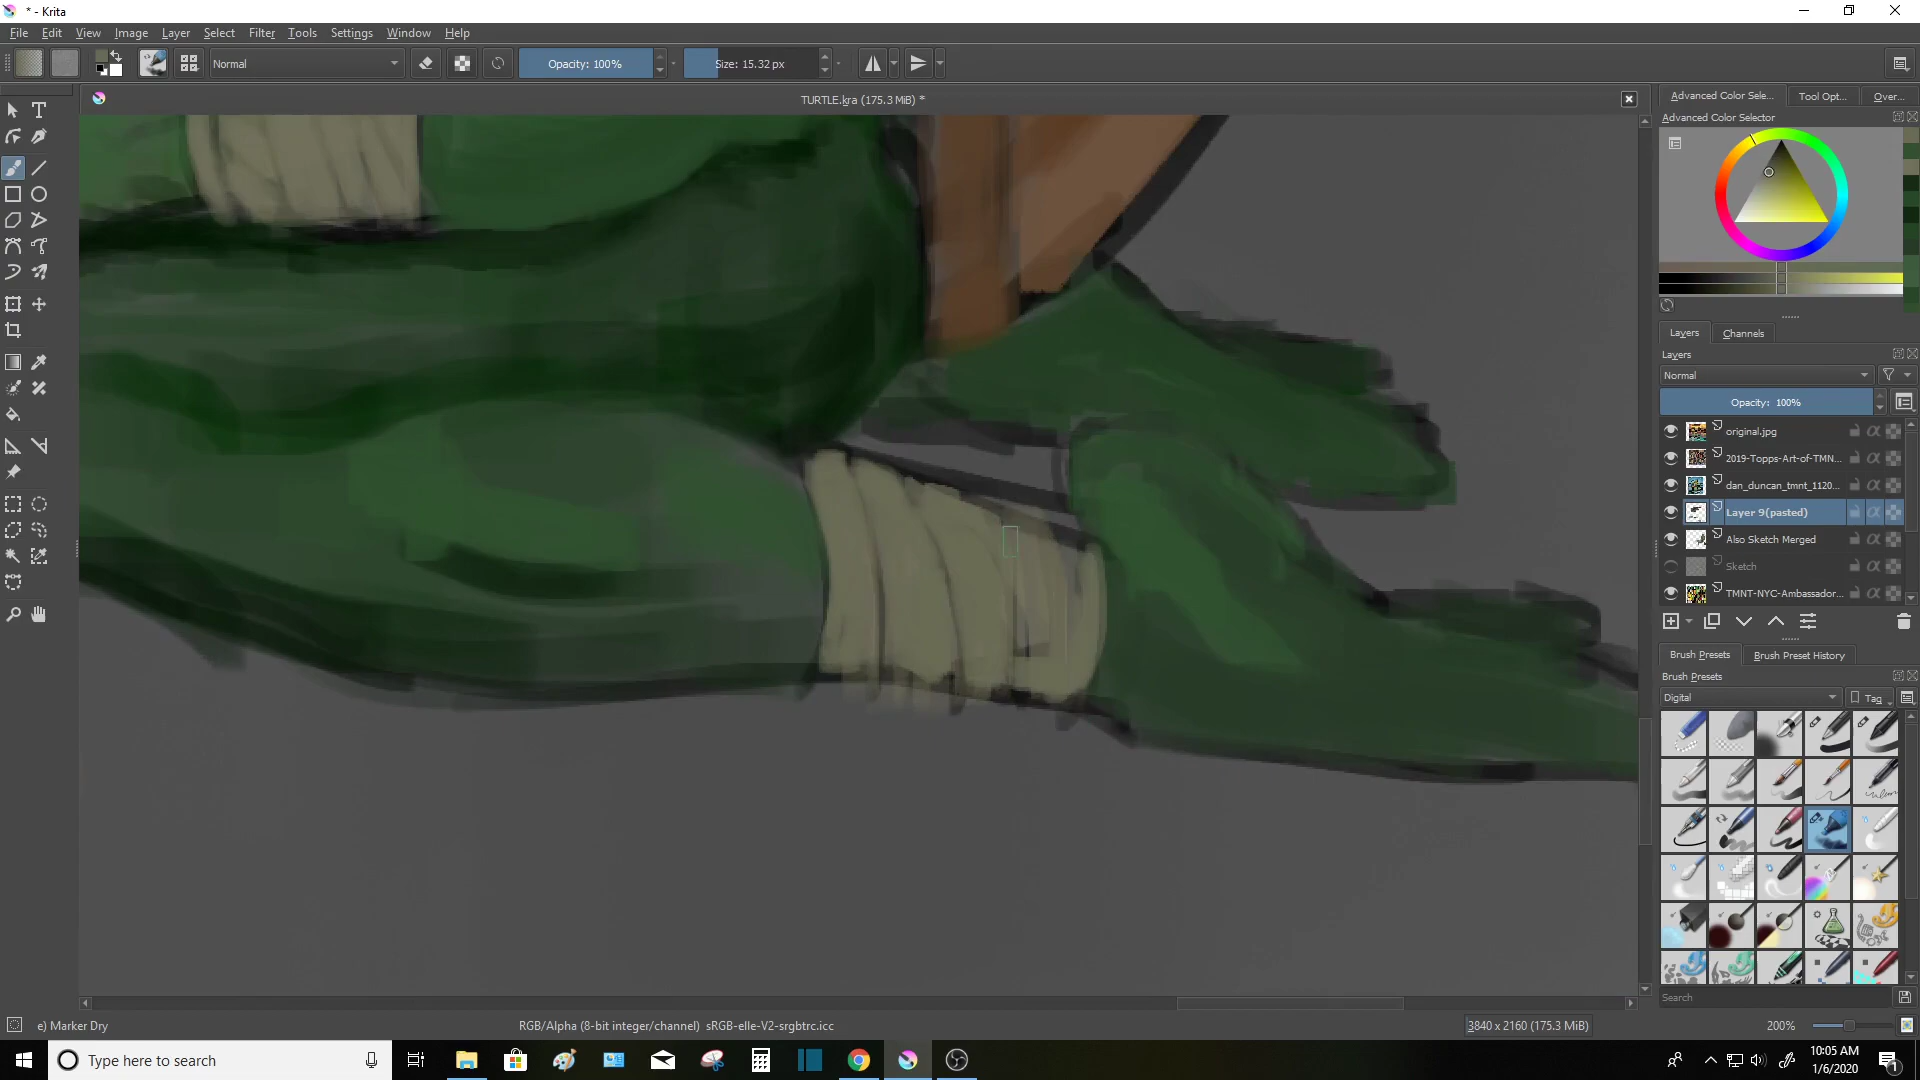 * - Krita
File Edit View Image Layer Select Filter Tools Settings Window Help
Normal
Opacity: 100%
Size: 15.32 px
TURTLE.kra (175.3 MiB) *
Advanced Color Sele... Tool Opt... Over...
Advanced Color Selector
Layers Channels
Layers
Normal
Opacity: 100%
original.jpg
2019-Topps-Art-of-TMN...
dan_duncan_tmnt_1120...
Layer 9(pasted)
Also Sketch Merged
Sketch
TMNT-NYC-Ambassador...
Brush Presets Brush Preset History
Brush Presets
Digital
Tag
Search
e) Marker Dry
RGB/Alpha (8-bit integer/channel) sRGB-elle-V2-srgbtrc.icc
3840 x 2160 (175.3 MiB)
200%
Type here to search
10:05 AM
1/6/2020
1